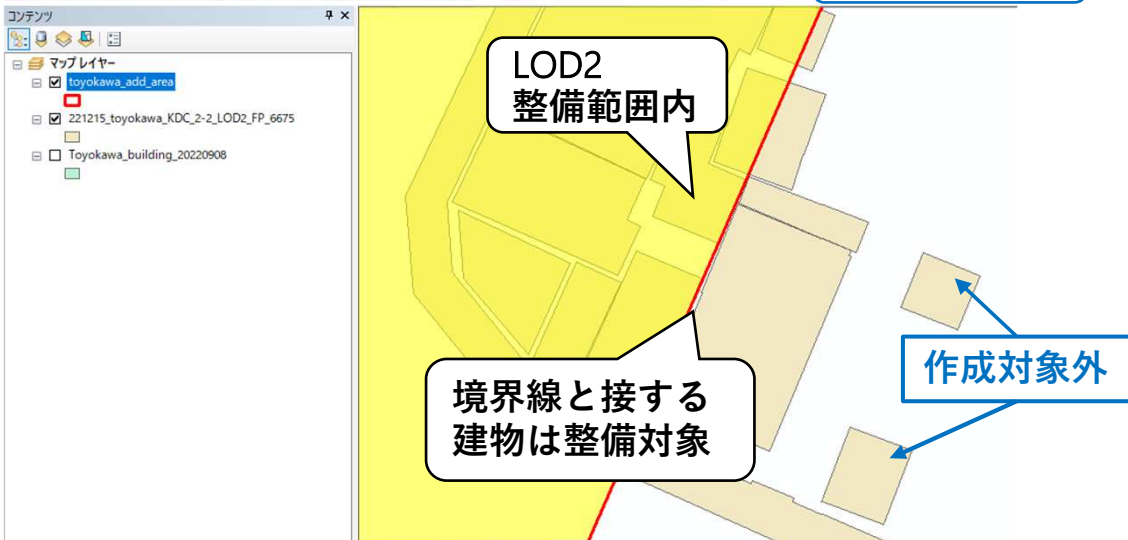 コンテンツ
マップ レイヤー
toyokawa_add_area
221215_toyokawa_KDC_2-2_LOD2_FP_6675
Toyokawa_building_20220908
LOD2
整備範囲内
境界線と接する
建物は整備対象
作成対象外